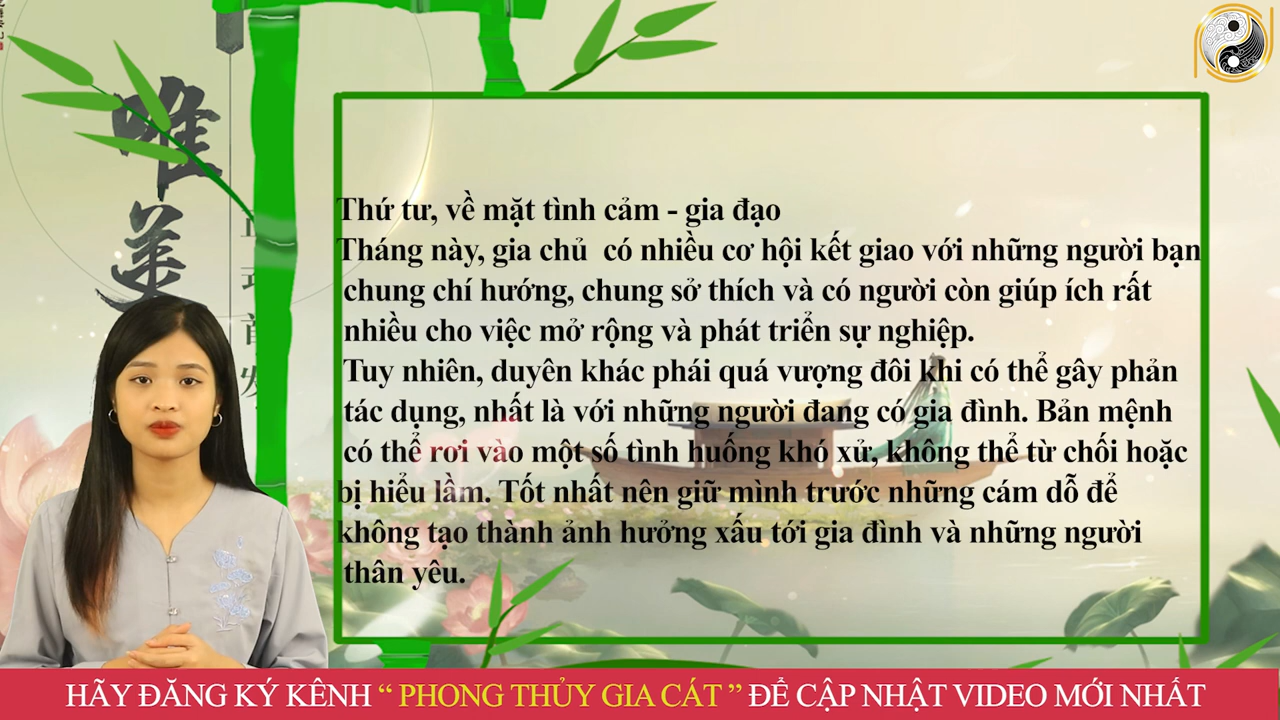 唯
莲
Thứ tư, về mặt tình cảm - gia đạo
Tháng này, gia chủ có nhiều cơ hội kết giao với những người bạn
chung chí hướng, chung sở thích và có người còn giúp ích rất
nhiều cho việc mở rộng và phát triển sự nghiệp.
Tuy nhiên, duyên khác phái quá vượng đôi khi có thể gây phản
tác dụng, nhất là với những người đang có gia đình. Bản mệnh
có thể rơi vào một số tình huống khó xử, không thể từ chối hoặc
bị hiểu lầm. Tốt nhất nên giữ mình trước những cám dỗ để
không tạo thành ảnh hưởng xấu tới gia đình và những người
thân yêu.
HÃY ĐĂNG KÝ KÊNH “ PHONG THỦY GIA CÁT ” ĐỂ CẬP NHẬT VIDEO MỚI NHẤT